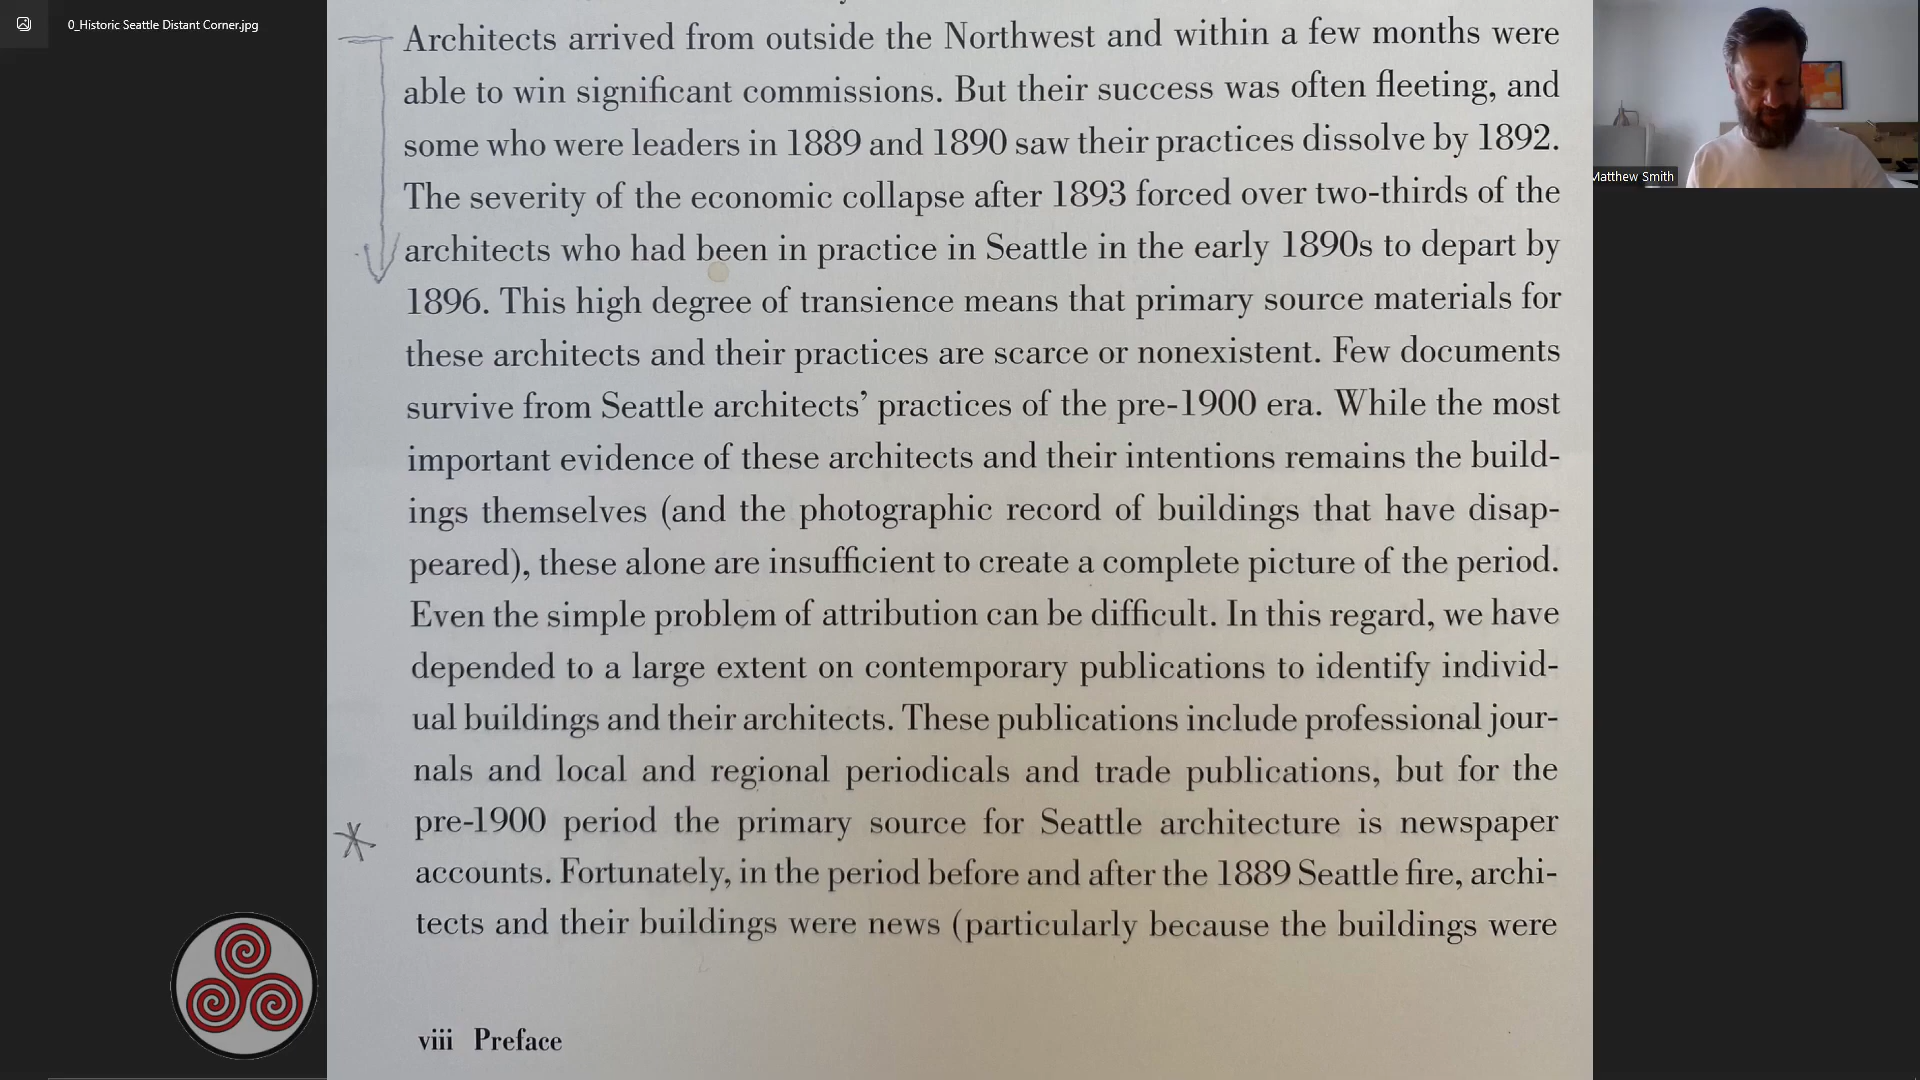 0_Historic Seattle Distant Corner.jpg
Architects arrived from outside the Northwest and within a few months were
able to win significant commissions. But their success was often fleeting, and
some who were leaders in 1889 and 1890 saw their practices dissolve by 1892.
The severity of the economic collapse after 1893 forced over two-thirds of the
architects who had been in practice in Seattle in the early 1890s to depart by
1896. This high degree of transience means that primary source materials for
these architects and their practices are scarce or nonexistent. Few documents
survive from Seattle architects’ practices of the pre-1900 era. While the most
important evidence of these architects and their intentions remains the build-
ings themselves (and the photographic record of buildings that have disap-
peared), these alone are insufficient to create a complete picture of the period.
Even the simple problem of attribution can be difficult. In this regard, we have
depended to a large extent on contemporary publications to identify individ-
ual buildings and their architects. These publications include professional jour-
nals and local and regional periodicals and trade publications, but for the
pre-1900 period the primary source for Seattle architecture is newspaper
accounts. Fortunately, in the period before and after the 1889 Seattle fire, archi-
tects and their buildings were news (particularly because the buildings were
viii Preface
Matthew Smith